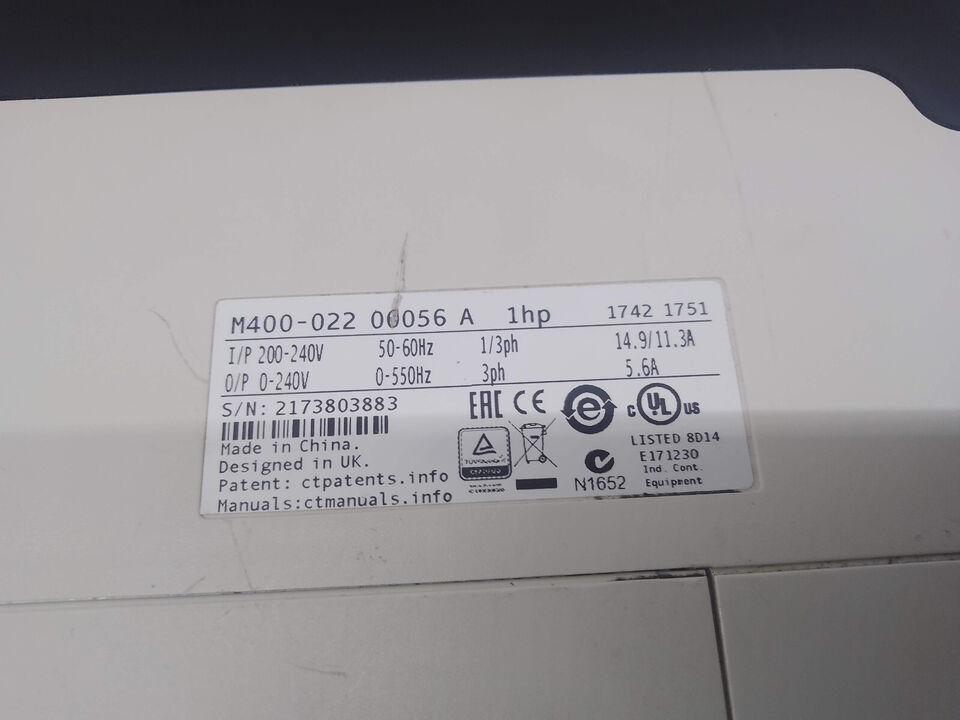 M400-022 00056 A 1hp 1742 1751
I/P 200-240V 50-60Hz 1/3ph 14.9/11.3A
O/P 0-240V 0-550Hz 3ph 5.6A
S/N: 2173803883
Made in China.
Designed in UK.
Patent: ctpatents.info
Manuals:ctmanuals.info
EAC CE
e
c UL US
LISTED 8D14
E171230
Ind. Cont.
Equipment
N1652